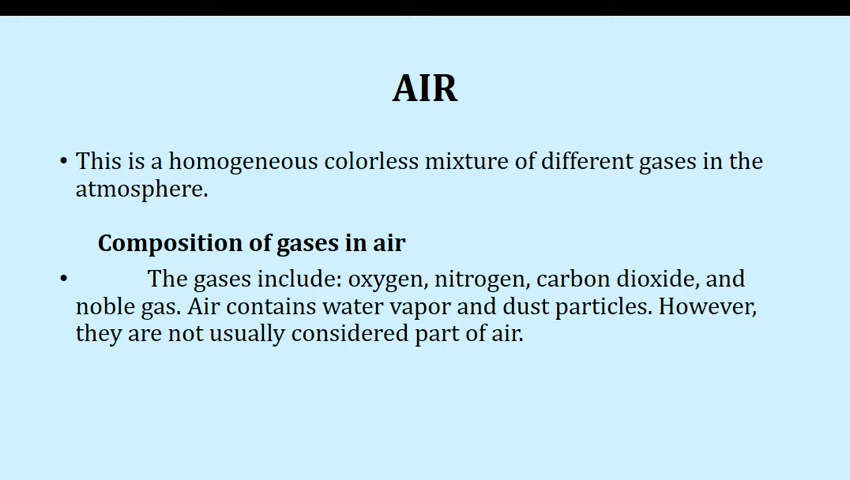 AIR
• This is a homogeneous colorless mixture of different gases in the
atmosphere.
Composition of gases in air
• The gases include: oxygen, nitrogen, carbon dioxide, and
noble gas. Air contains water vapor and dust particles. However,
they are not usually considered part of air.